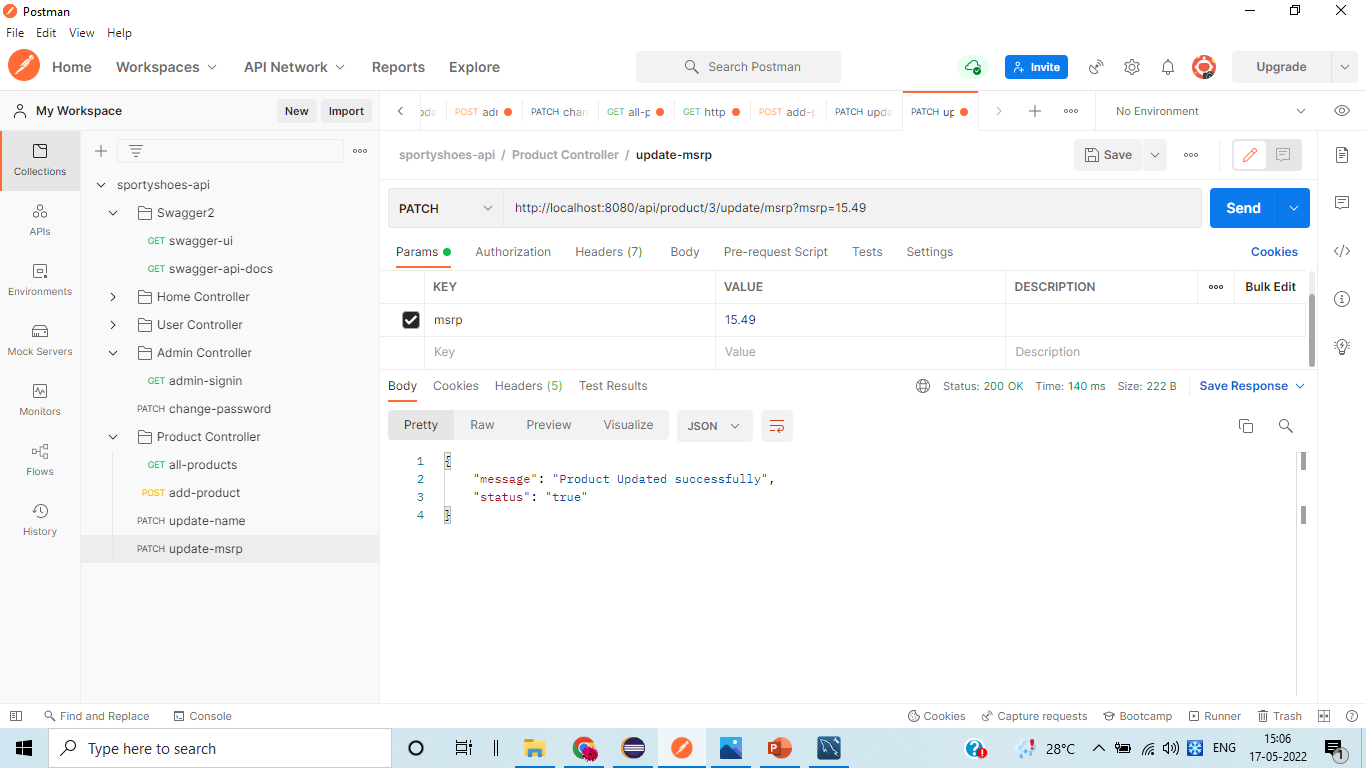 Postman
File Edit View Help
Home Workspaces API Network Reports Explore Search Postman Invite Upgrade
My Workspace New Import
POST adr PATCH chan GET all-p GET http POST add-p PATCH upda PATCH up No Environment
Collections
APIs
Environments
Mock Servers
Monitors
Flows
History
sportyshoes-api
Swagger2
GET swagger-ui
GET swagger-api-docs
Home Controller
User Controller
Admin Controller
GET admin-signin
PATCH change-password
Product Controller
GET all-products
POST add-product
PATCH update-name
PATCH update-msrp
sportyshoes-api / Product Controller / update-msrp Save
PATCH http://localhost:8080/api/product/3/update/msrp?msrp=15.49 Send
Params Authorization Headers (7) Body Pre-request Script Tests Settings Cookies
KEY VALUE DESCRIPTION Bulk Edit
msrp 15.49
Key Value Description
Body Cookies Headers (5) Test Results Status: 200 OK Time: 140 ms Size: 222 B Save Response
Pretty Raw Preview Visualize JSON
1 {
2 "message": "Product Updated successfully",
3 "status": "true"
4 }
Find and Replace Console Cookies Capture requests Bootcamp Runner Trash
Type here to search 28°C ENG 15:06
17-05-2022 1